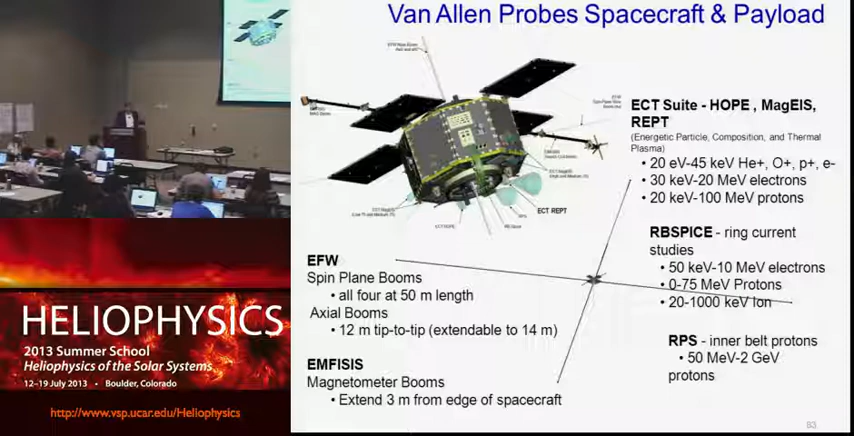 Van Allen Probes Spacecraft & Payload
ECT Suite - HOPE , MagEIS,
REPT
(Energetic Particle, Composition, and Thermal
Plasma)
• 20 eV-45 keV He+, O+, p+, e-
• 30 keV-20 MeV electrons
• 20 keV-100 MeV protons
ECT REPT
RBSPICE - ring current
studies
• 50 keV-10 MeV electrons
• 0-75 MeV Protons
• 20-1000 keV Ion
RPS - inner belt protons
• 50 MeV-2 GeV
protons
EFW
Spin Plane Booms
• all four at 50 m length
Axial Booms
• 12 m tip-to-tip (extendable to 14 m)
EMFISIS
Magnetometer Booms
• Extend 3 m from edge of spacecraft
83
HELIOPHYSICS
2013 Summer School
Heliophysics of the Solar Systems
12–19 July 2013 • Boulder, Colorado
http://www.vsp.ucar.edu/Heliophysics